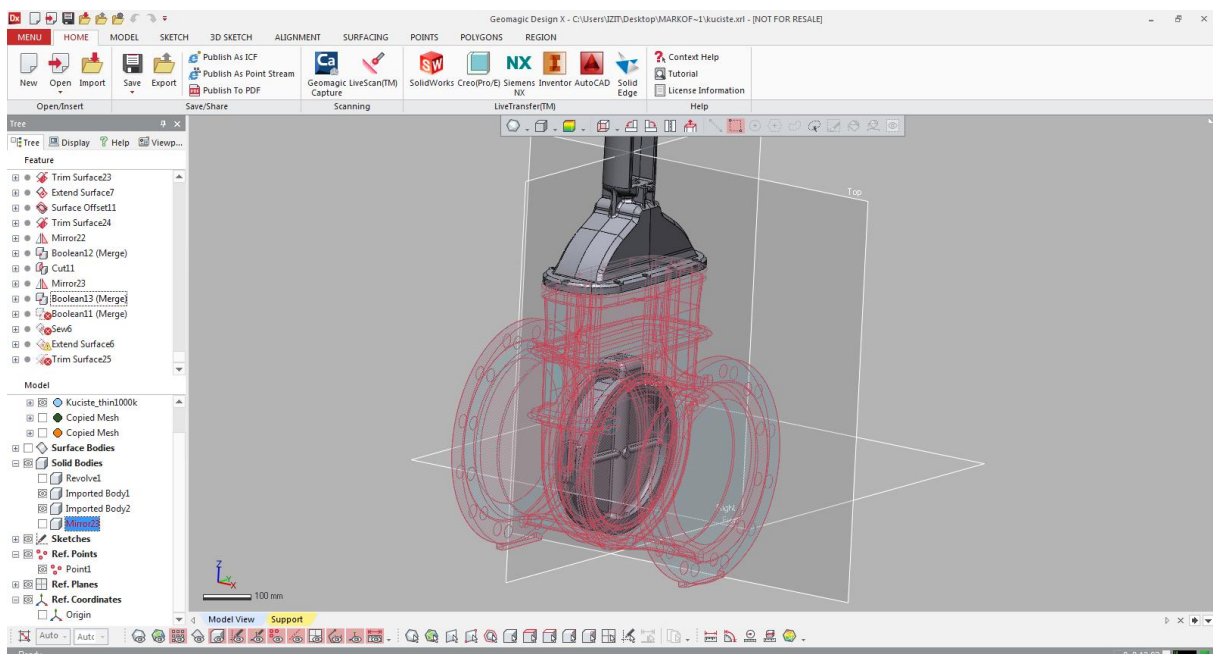 Geomagic Design X - C:\Users\IZIT\Desktop\MARKOF~1\kuciste.xrl - [NOT FOR RESALE]
MENU HOME MODEL SKETCH 3D SKETCH ALIGNMENT SURFACING POINTS POLYGONS REGION
New Open Import Save Export
Publish As ICF
Publish As Point Stream
Publish To PDF
Geomagic Capture LiveScan(TM)
SolidWorks Creo(Pro/E) Siemens NX Inventor AutoCAD Solid Edge
Context Help
Tutorial
License Information
Open/Insert Save/Share Scanning LiveTransfer(TM) Help
Tree
Tree Display Help Viewp...
Feature
Trim Surface23
Extend Surface7
Surface Offset11
Trim Surface24
Mirror22
Boolean12 (Merge)
Cut11
Mirror23
Boolean13 (Merge)
Boolean11 (Merge)
Sew6
Extend Surface6
Trim Surface25
Model
Kuciste_thin1000k
Copied Mesh
Copied Mesh
Surface Bodies
Solid Bodies
Revolve1
Imported Body1
Imported Body2
Mirror23
Sketches
Ref. Points
Point1
Ref. Planes
Ref. Coordinates
Origin
Top
Right
Z
Y
X
100 mm
Model View Support
Auto Auto
Ready